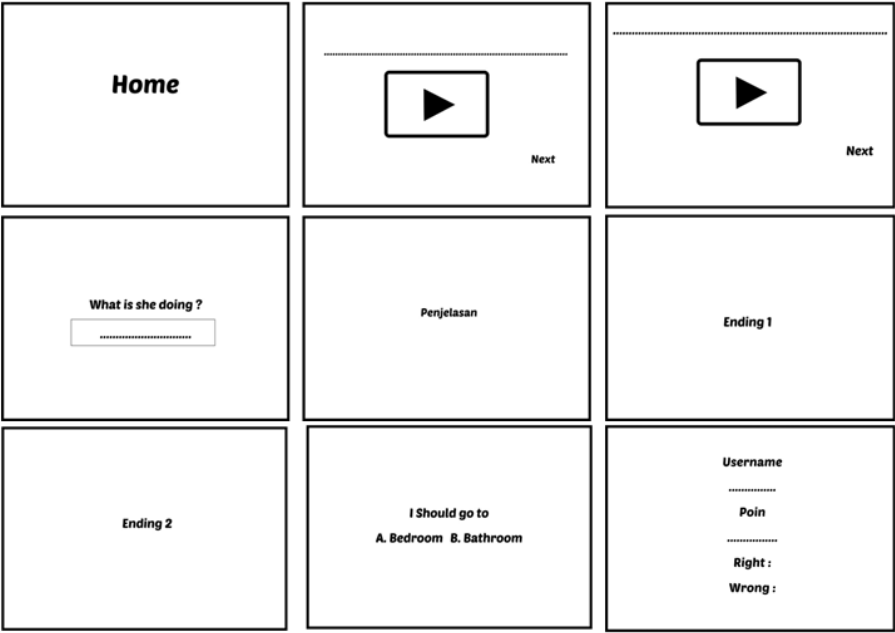 Home
................................................................
Next
................................................................
Next
What is she doing ?
..............................
Penjelasan
Ending 1
Ending 2
I Should go to
A. Bedroom B. Bathroom
Username
................
Poin
.................
Right :
Wrong :